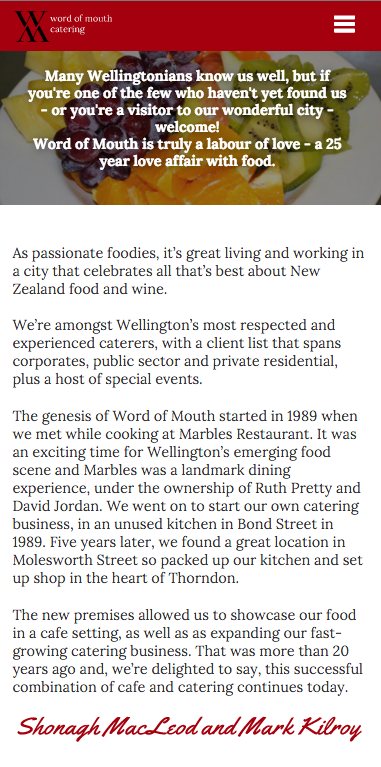 word of mouth
catering
Many Wellingtonians know us well, but if
you're one of the few who haven't yet found us
- or you're a visitor to our wonderful city -
welcome!
Word of Mouth is truly a labour of love - a 25
year love affair with food.
As passionate foodies, it's great living and working in
a city that celebrates all that's best about New
Zealand food and wine.
We're amongst Wellington's most respected and
experienced caterers, with a client list that spans
corporates, public sector and private residential,
plus a host of special events.
The genesis of Word of Mouth started in 1989 when
we met while cooking at Marbles Restaurant. It was
an exciting time for Wellington's emerging food
scene and Marbles was a landmark dining
experience, under the ownership of Ruth Pretty and
David Jordan. We went on to start our own catering
business, in an unused kitchen in Bond Street in
1989. Five years later, we found a great location in
Molesworth Street so packed up our kitchen and set
up shop in the heart of Thorndon.
The new premises allowed us to showcase our food
in a cafe setting, as well as as expanding our fast-
growing catering business. That was more than 20
years ago and, we're delighted to say, this successful
combination of cafe and catering continues today.
Shonagh MacLeod and Mark Kilroy